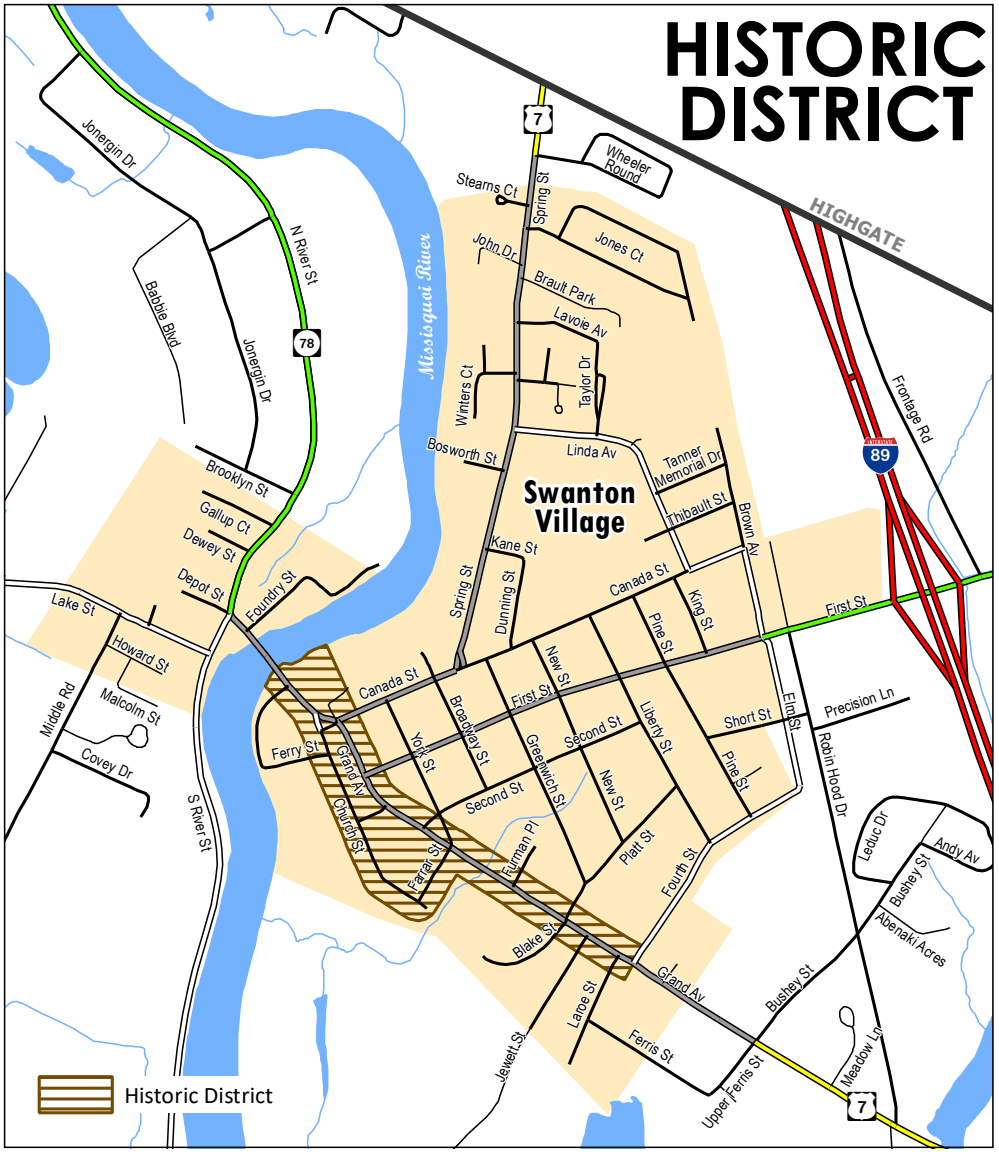 HISTORIC
DISTRICT
7
Wheeler
Round
Stearns Ct
Spring St
HIGHGATE
Jonergin Dr
N River St
Missisquoi River
John Dr
Jones Ct
Brault Park
Babbie Blvd
Lavoie Av
78
Jonergin Dr
Winters Ct
Taylor Dr
Frontage Rd
Bosworth St
Linda Av
INTERSTATE
89
Tanner
Memorial Dr
Brooklyn St
Swanton
Village
Gallup Ct
Thibault St
Brown Av
Dewey St
Kane St
Depot St
Foundry St
Spring St
Dunning St
Canada St
King St
First St
Lake St
Pine St
Howard St
New St
Canada St
First St
Malcolm St
Broadway St
Middle Rd
Liberty St
Elm St
Precision Ln
Short St
Second St
York St
Ferry St
Grand Av
Greenwich St
Robin Hood Dr
Covey Dr
Pine St
New St
Second St
S River St
Church St
Platt St
Leduc Dr
Furman Pl
Andy Av
Farrar St
Fourth St
Bushey St
Blake St
Abenaki Acres
Grand Av
Bushey St
Laroe St
Jewett St
Ferris St
Meadow Ln
Upper Ferris St
7
Historic District